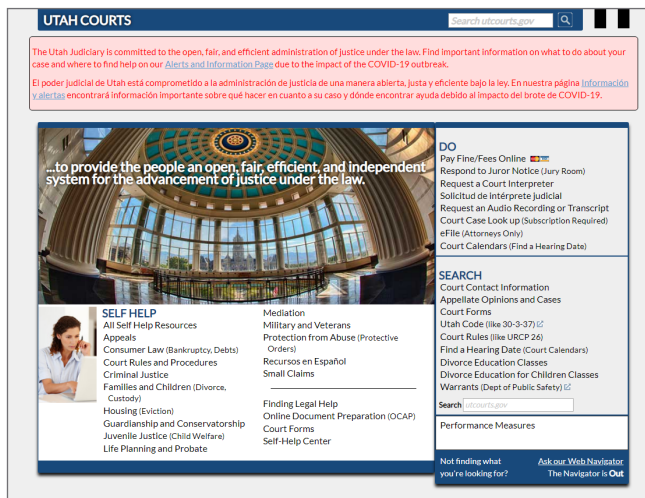 UTAH COURTS
Search utcourts.gov
The Utah Judiciary is committed to the open, fair, and efficient administration of justice under the law. Find important information on what to do about your
case and where to find help on our Alerts and Information Page due to the impact of the COVID-19 outbreak.
El poder judicial de Utah está comprometido a la administración de justicia de una manera abierta, justa y eficiente bajo la ley. En nuestra página Información
y alertas encontrará información importante sobre qué hacer en cuanto a su caso y dónde encontrar ayuda debido al impacto del brote de COVID-19.
...to provide the people an open, fair, efficient, and independent
system for the advancement of justice under the law.
SELF HELP
All Self Help Resources
Appeals
Consumer Law (Bankruptcy, Debts)
Court Rules and Procedures
Criminal Justice
Families and Children (Divorce,
Custody)
Housing (Eviction)
Guardianship and Conservatorship
Juvenile Justice (Child Welfare)
Life Planning and Probate
Mediation
Military and Veterans
Protection from Abuse (Protective
Orders)
Recursos en Español
Small Claims
Finding Legal Help
Online Document Preparation (OCAP)
Court Forms
Self-Help Center
DO
Pay Fine/Fees Online
Respond to Juror Notice (Jury Room)
Request a Court Interpreter
Solicitud de intérprete judicial
Request an Audio Recording or Transcript
Court Case Look up (Subscription Required)
eFile (Attorneys Only)
Court Calendars (Find a Hearing Date)
SEARCH
Court Contact Information
Appellate Opinions and Cases
Court Forms
Utah Code (like 30-3-37)
Court Rules (like URCP 26)
Find a Hearing Date (Court Calendars)
Divorce Education Classes
Divorce Education for Children Classes
Warrants (Dept of Public Safety)
Search utcourts.gov
Performance Measures
Not finding what
you're looking for?
Ask our Web Navigator
The Navigator is Out